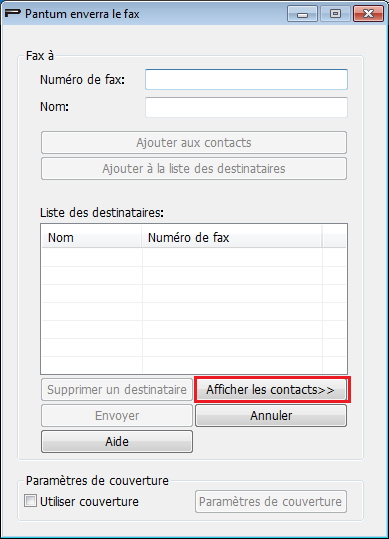 Pantum enverra le fax
Fax à
Numéro de fax:
Nom:
Ajouter aux contacts
Ajouter à la liste des destinataires
Liste des destinataires:
Nom Numéro de fax
Supprimer un destinataire Afficher les contacts>>
Envoyer Annuler
Aide
Paramètres de couverture
Utiliser couverture Paramètres de couverture